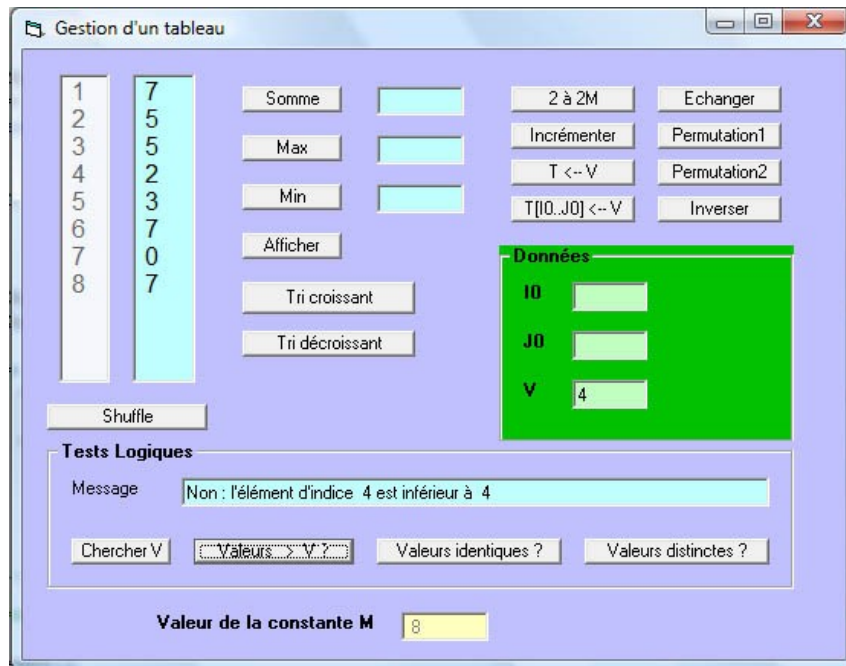 Gestion d'un tableau
1 7
2 5
3 5
4 2
5 3
6 7
7 0
8 7
Somme
Max
Min
Afficher
Tri croissant
Tri décroissant
Shuffle
2 à 2M Echanger
Incrémenter Permutation1
T <-- V Permutation2
T[I0..J0] <-- V Inverser
Données
I0
J0
V 4
Tests Logiques
Message Non : l'élément d'indice 4 est inférieur à 4
Chercher V Valeurs > V ? Valeurs identiques ? Valeurs distinctes ?
Valeur de la constante M 8